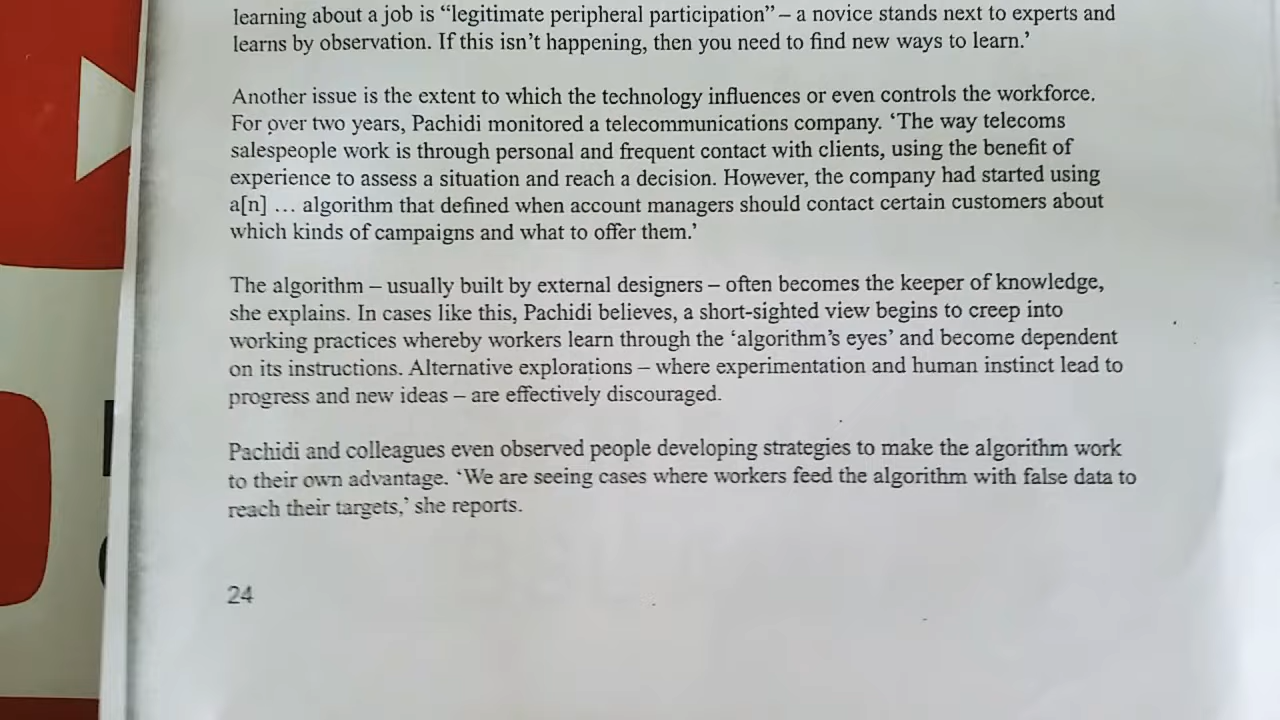 learning about a job is “legitimate peripheral participation” – a novice stands next to experts and
learns by observation. If this isn’t happening, then you need to find new ways to learn.’
Another issue is the extent to which the technology influences or even controls the workforce.
For over two years, Pachidi monitored a telecommunications company. ‘The way telecoms
salespeople work is through personal and frequent contact with clients, using the benefit of
experience to assess a situation and reach a decision. However, the company had started using
a[n] … algorithm that defined when account managers should contact certain customers about
which kinds of campaigns and what to offer them.’
The algorithm – usually built by external designers – often becomes the keeper of knowledge,
she explains. In cases like this, Pachidi believes, a short-sighted view begins to creep into
working practices whereby workers learn through the ‘algorithm’s eyes’ and become dependent
on its instructions. Alternative explorations – where experimentation and human instinct lead to
progress and new ideas – are effectively discouraged.
Pachidi and colleagues even observed people developing strategies to make the algorithm work
to their own advantage. ‘We are seeing cases where workers feed the algorithm with false data to
reach their targets,’ she reports.
24